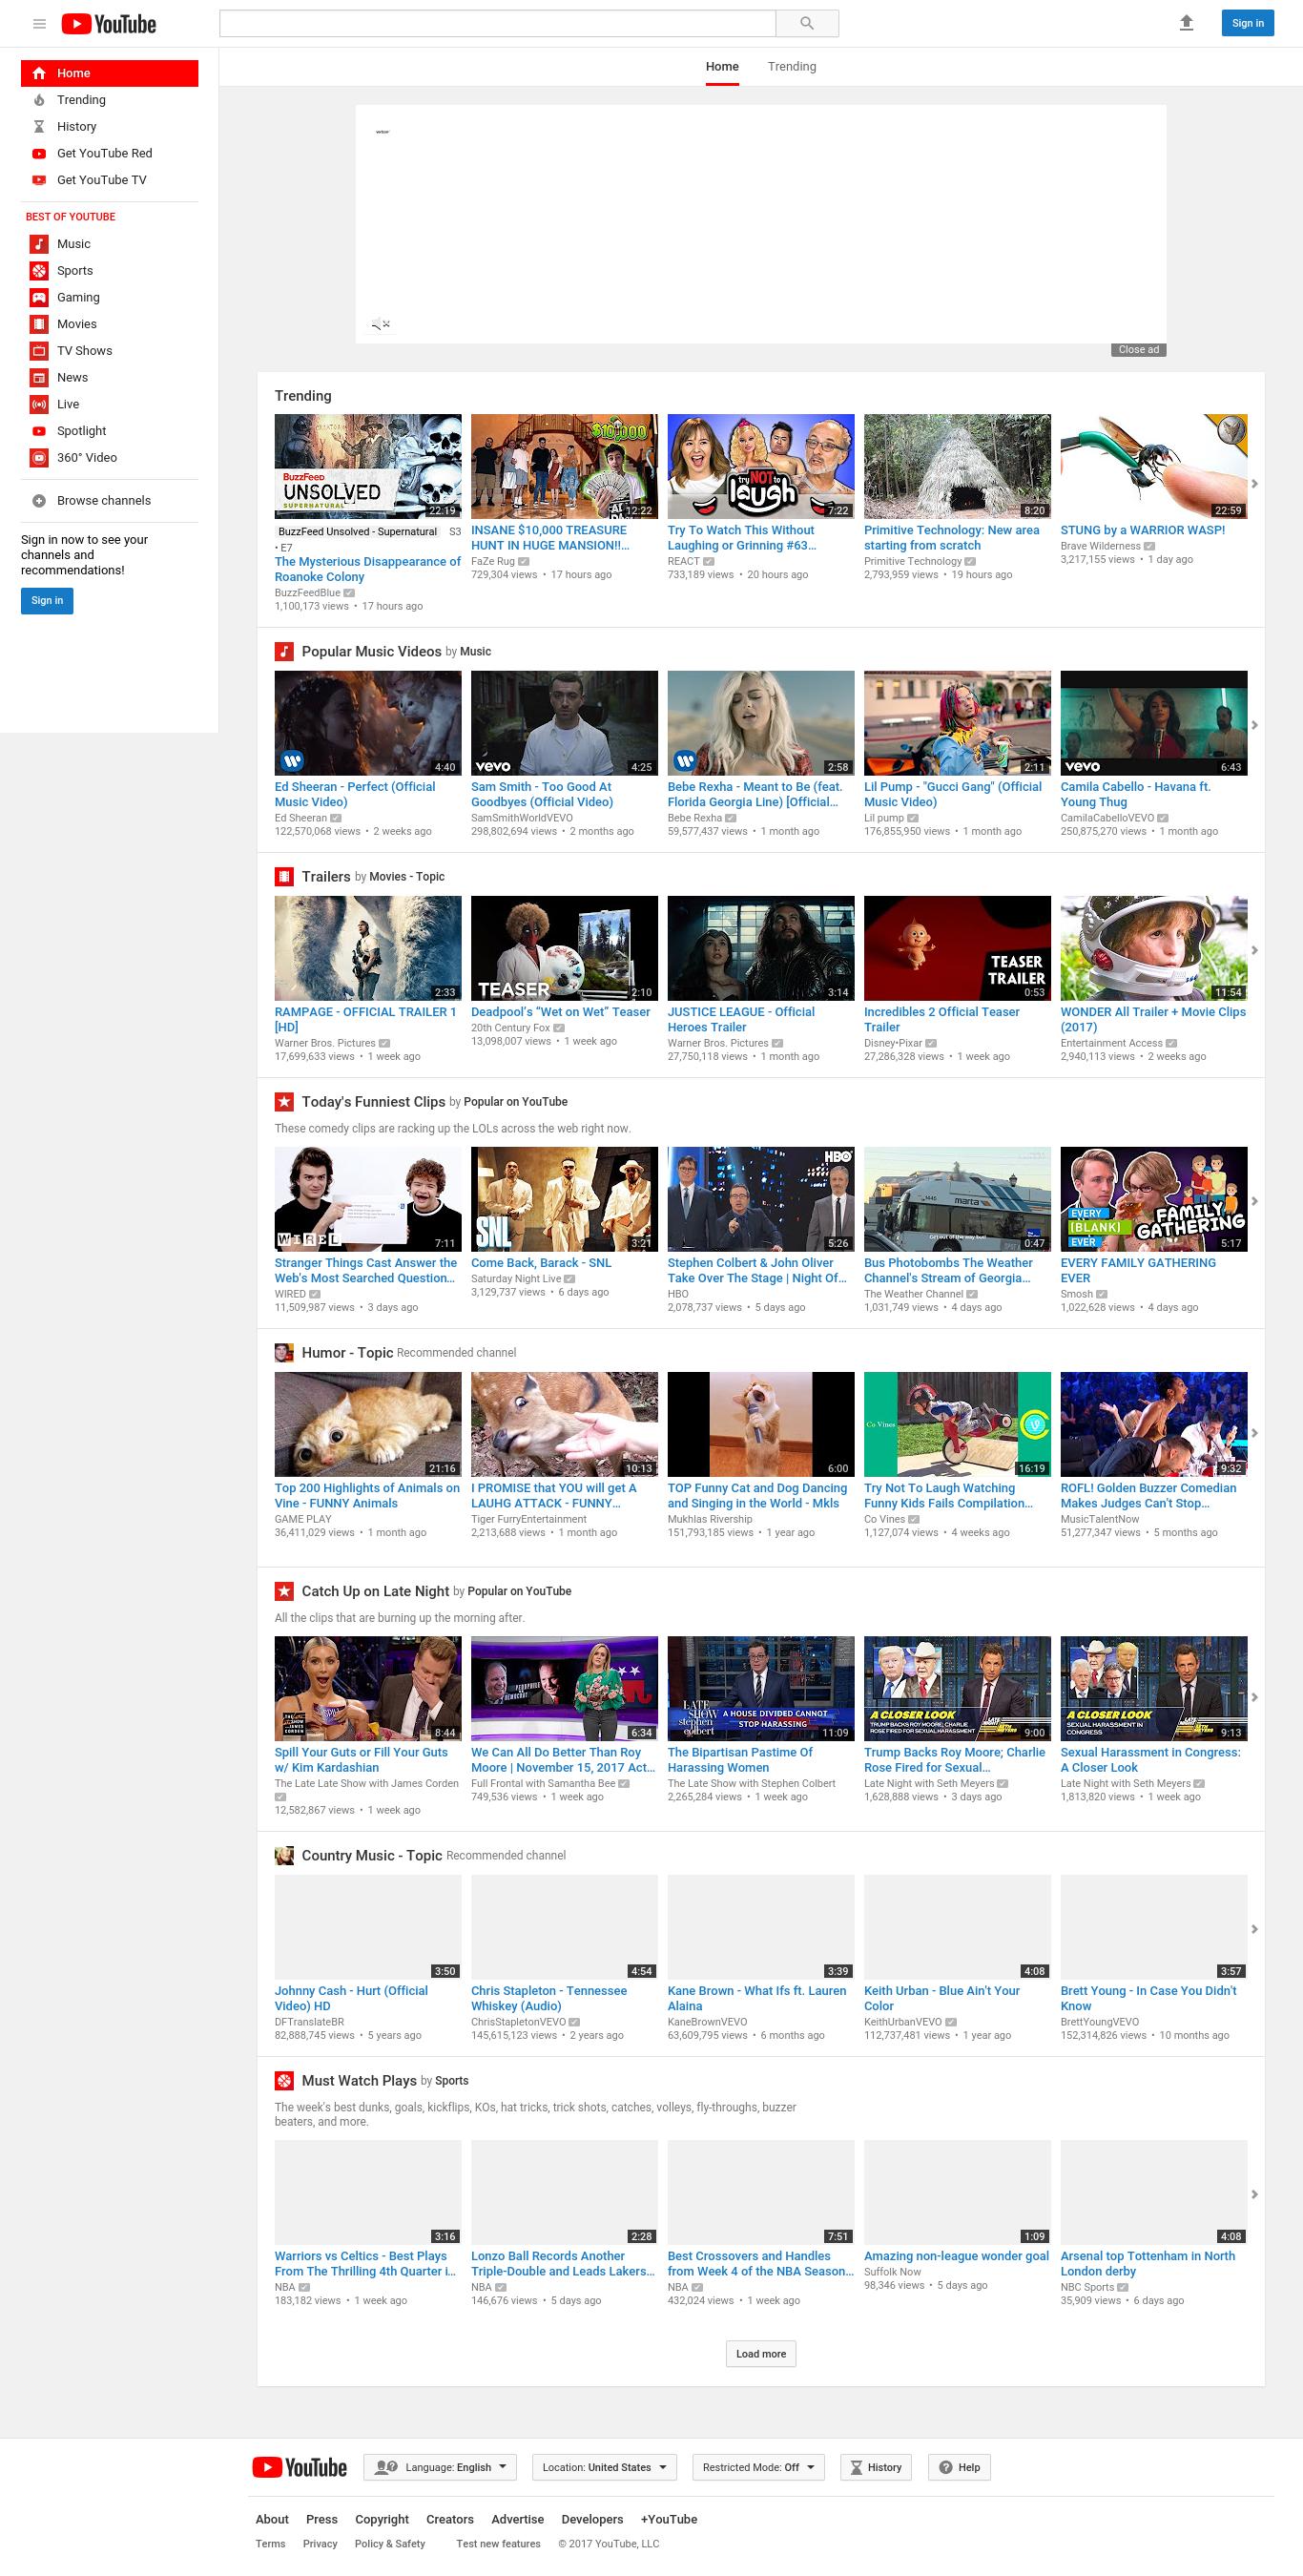 YouTube
Sign in
Home
Trending
History
Get YouTube Red
Get YouTube TV
BEST OF YOUTUBE
Music
Sports
Gaming
Movies
TV Shows
News
Live
Spotlight
360° Video
Browse channels
Sign in now to see your
channels and
recommendations!
Sign in
Home Trending
Close ad
Trending
BuzzFeed
UNSOLVED
SUPERNATURAL
22:19
BuzzFeed Unsolved - Supernatural S3
• E7
The Mysterious Disappearance of
Roanoke Colony
BuzzFeedBlue
1,100,173 views • 17 hours ago
$10,000
12:22
INSANE $10,000 TREASURE
HUNT IN HUGE MANSION!!...
FaZe Rug
729,304 views • 17 hours ago
try NOT to
laugh
7:22
Try To Watch This Without
Laughing or Grinning #63...
REACT
733,189 views • 20 hours ago
8:20
Primitive Technology: New area
starting from scratch
Primitive Technology
2,793,959 views • 19 hours ago
22:59
STUNG by a WARRIOR WASP!
Brave Wilderness
3,217,155 views • 1 day ago
Popular Music Videos by Music
4:40
Ed Sheeran - Perfect (Official
Music Video)
Ed Sheeran
122,570,068 views • 2 weeks ago
vevo
4:25
Sam Smith - Too Good At
Goodbyes (Official Video)
SamSmithWorldVEVO
298,802,694 views • 2 months ago
2:58
Bebe Rexha - Meant to Be (feat.
Florida Georgia Line) [Official...
Bebe Rexha
59,577,437 views • 1 month ago
2:11
Lil Pump - "Gucci Gang" (Official
Music Video)
Lil pump
176,855,950 views • 1 month ago
vevo
6:43
Camila Cabello - Havana ft.
Young Thug
CamilaCabelloVEVO
250,875,270 views • 1 month ago
Trailers by Movies - Topic
2:33
RAMPAGE - OFFICIAL TRAILER 1
[HD]
Warner Bros. Pictures
17,699,633 views • 1 week ago
TEASER
2:10
Deadpool's "Wet on Wet" Teaser
20th Century Fox
13,098,007 views • 1 week ago
3:14
JUSTICE LEAGUE - Official
Heroes Trailer
Warner Bros. Pictures
27,750,118 views • 1 month ago
TEASER
TRAILER
0:53
Incredibles 2 Official Teaser
Trailer
Disney•Pixar
27,286,328 views • 1 week ago
11:54
WONDER All Trailer + Movie Clips
(2017)
Entertainment Access
2,940,113 views • 2 weeks ago
Today's Funniest Clips by Popular on YouTube
These comedy clips are racking up the LOLs across the web right now.
WIRED
7:11
Stranger Things Cast Answer the
Web's Most Searched Question...
WIRED
11,509,987 views • 3 days ago
SNL
3:21
Come Back, Barack - SNL
Saturday Night Live
3,129,737 views • 6 days ago
HBO
5:26
Stephen Colbert & John Oliver
Take Over The Stage | Night Of...
HBO
2,078,737 views • 5 days ago
marta
0:47
Bus Photobombs The Weather
Channel's Stream of Georgia...
The Weather Channel
1,031,749 views • 4 days ago
EVERY
[BLANK]
EVER
FAMILY
GATHERING
5:17
EVERY FAMILY GATHERING
EVER
Smosh
1,022,628 views • 4 days ago
Humor - Topic Recommended channel
21:16
Top 200 Highlights of Animals on
Vine - FUNNY Animals
GAME PLAY
36,411,029 views • 1 month ago
10:13
I PROMISE that YOU will get A
LAUHG ATTACK - FUNNY...
Tiger FurryEntertainment
2,213,688 views • 1 month ago
6:00
TOP Funny Cat and Dog Dancing
and Singing in the World - Mkls
Mukhlas Rivership
151,793,185 views • 1 year ago
Co Vines
16:19
Try Not To Laugh Watching
Funny Kids Fails Compilation...
Co Vines
1,127,074 views • 4 weeks ago
9:32
ROFL! Golden Buzzer Comedian
Makes Judges Can't Stop...
MusicTalentNow
51,277,347 views • 5 months ago
Catch Up on Late Night by Popular on YouTube
All the clips that are burning up the morning after.
8:44
Spill Your Guts or Fill Your Guts
w/ Kim Kardashian
The Late Late Show with James Corden
12,582,867 views • 1 week ago
6:34
We Can All Do Better Than Roy
Moore | November 15, 2017 Act...
Full Frontal with Samantha Bee
749,536 views • 1 week ago
LATE
SHOW
stephen
colbert
A HOUSE DIVIDED CANNOT
STOP HARASSING
11:09
The Bipartisan Pastime Of
Harassing Women
The Late Show with Stephen Colbert
2,265,284 views • 1 week ago
A CLOSER LOOK
TRUMP BACKS ROY MOORE; CHARLIE
ROSE FIRED FOR SEXUAL HARASSMENT
9:00
Trump Backs Roy Moore; Charlie
Rose Fired for Sexual...
Late Night with Seth Meyers
1,628,888 views • 3 days ago
A CLOSER LOOK
SEXUAL HARASSMENT IN
CONGRESS
9:13
Sexual Harassment in Congress:
A Closer Look
Late Night with Seth Meyers
1,813,820 views • 1 week ago
Country Music - Topic Recommended channel
3:50
Johnny Cash - Hurt (Official
Video) HD
DFTranslateBR
82,888,745 views • 5 years ago
4:54
Chris Stapleton - Tennessee
Whiskey (Audio)
ChrisStapletonVEVO
145,615,123 views • 2 years ago
3:39
Kane Brown - What Ifs ft. Lauren
Alaina
KaneBrownVEVO
63,609,795 views • 6 months ago
4:08
Keith Urban - Blue Ain't Your
Color
KeithUrbanVEVO
112,737,481 views • 1 year ago
3:57
Brett Young - In Case You Didn't
Know
BrettYoungVEVO
152,314,826 views • 10 months ago
Must Watch Plays by Sports
The week's best dunks, goals, kickflips, KOs, hat tricks, trick shots, catches, volleys, fly-throughs, buzzer
beaters, and more.
3:16
Warriors vs Celtics - Best Plays
From The Thrilling 4th Quarter i...
NBA
183,182 views • 1 week ago
2:28
Lonzo Ball Records Another
Triple-Double and Leads Lakers...
NBA
146,676 views • 5 days ago
7:51
Best Crossovers and Handles
from Week 4 of the NBA Season...
NBA
432,024 views • 1 week ago
1:09
Amazing non-league wonder goal
Suffolk Now
98,346 views • 5 days ago
4:08
Arsenal top Tottenham in North
London derby
NBC Sports
35,909 views • 6 days ago
Load more
YouTube
Language: English
Location: United States
Restricted Mode: Off
History
Help
About Press Copyright Creators Advertise Developers +YouTube
Terms Privacy Policy & Safety Test new features © 2017 YouTube, LLC